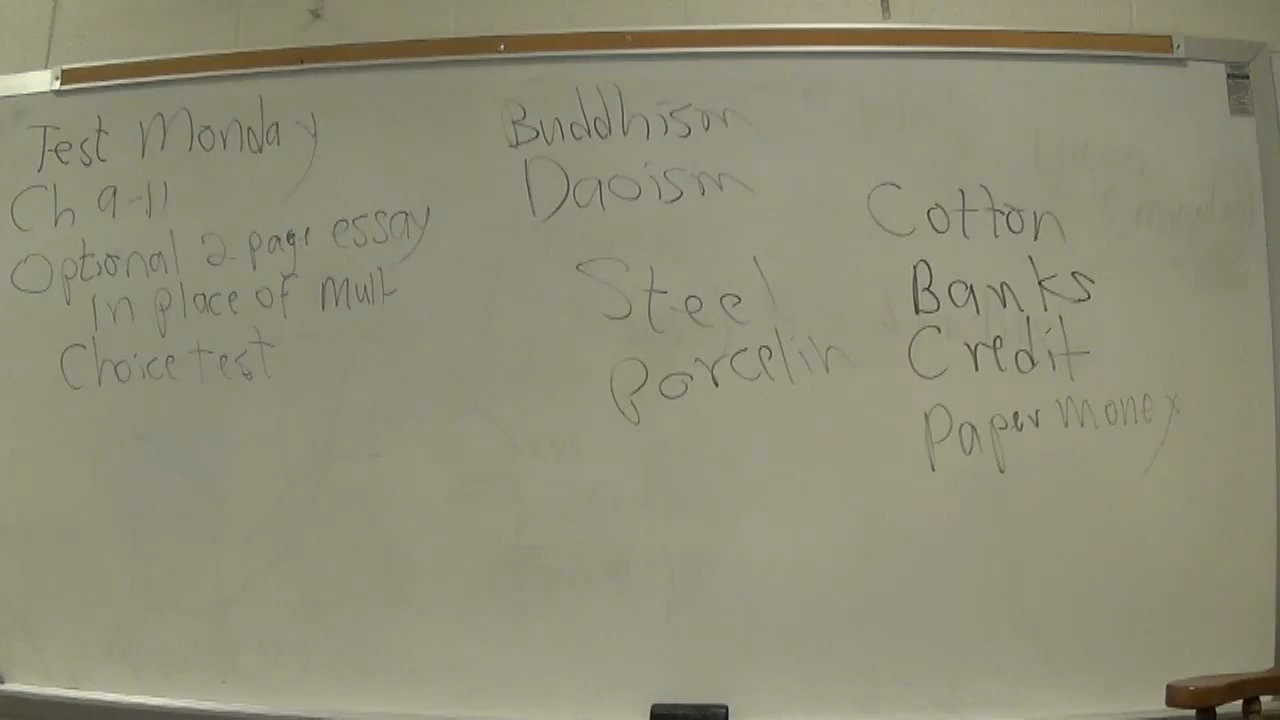 Test Monday
Ch 9-11
Optional 2 page essay
In place of Mult
Choice test
Buddhism
Daoism
Steel
Porcelin
Cotton
Banks
Credit
Paper Money